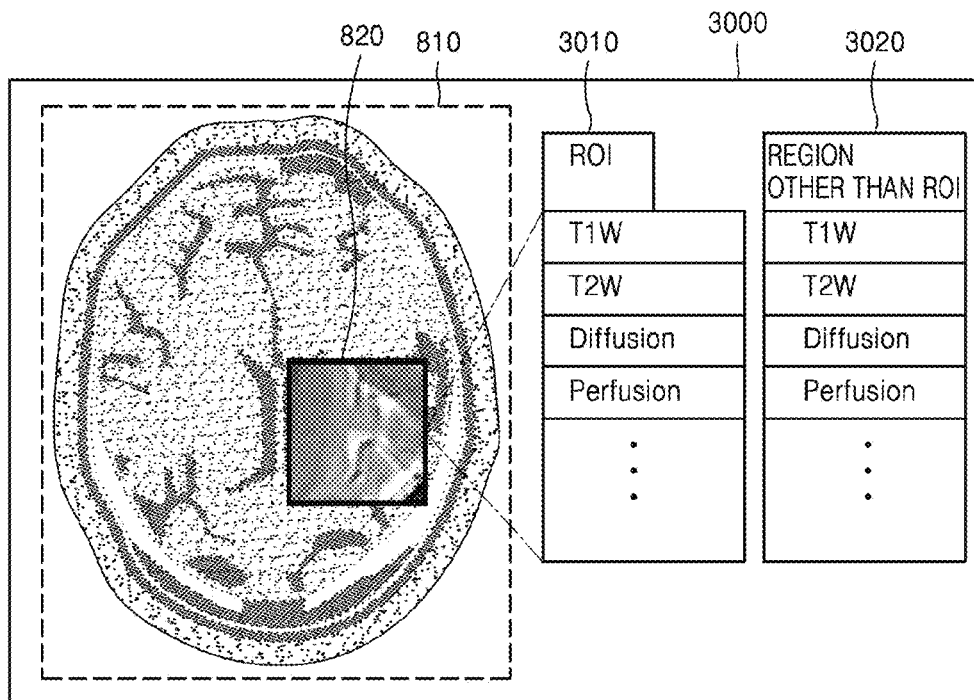 820
810
3010
3000
3020
ROI
T1W
T2W
Diffusion
Perfusion
REGION
OTHER THAN ROI
T1W
T2W
Diffusion
Perfusion